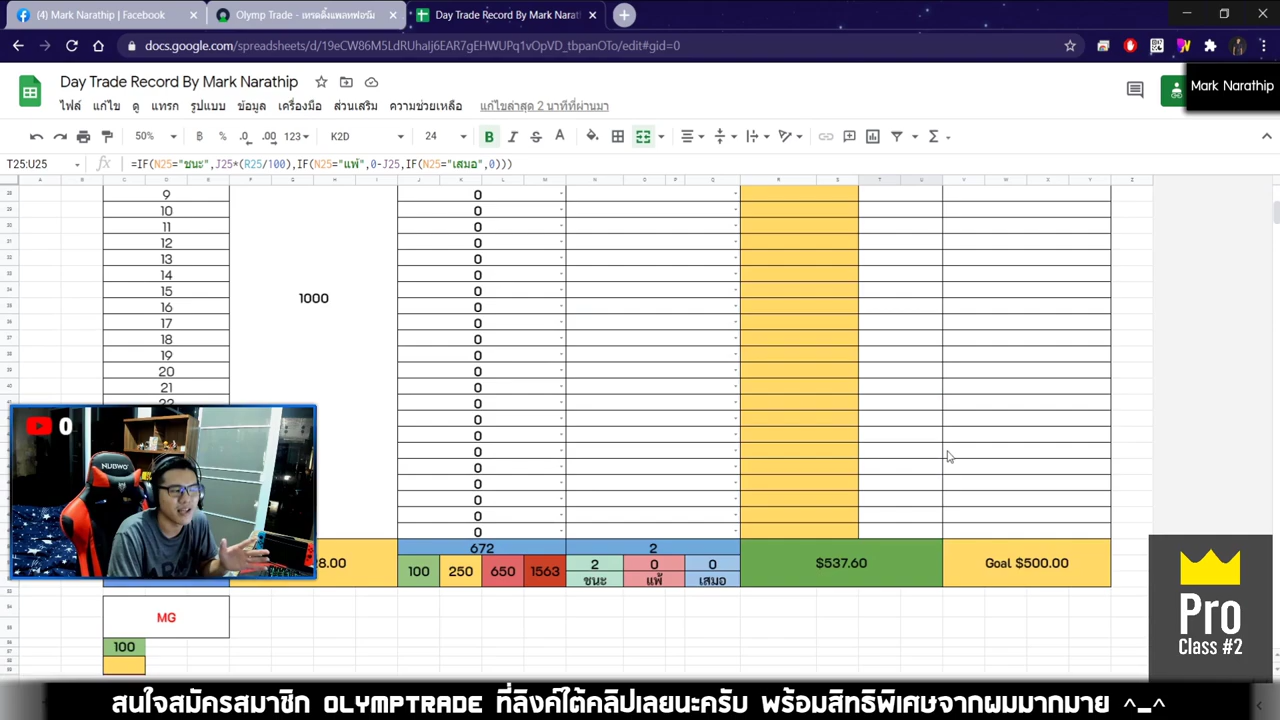 (4) Mark Narathip | Facebook
Olymp Trade - เทรดดิ้งแพลทฟอร์ม
Day Trade Record By Mark Narat
docs.google.com/spreadsheets/d/19eCW86M5LdRUhaIj6EAR7gEHWUPq1vOpVD_tbpanOTo/edit#gid=0
Day Trade Record By Mark Narathip
Mark Narathip
ไฟล์ แก้ไข ดู แทรก รูปแบบ ข้อมูล เครื่องมือ ส่วนเสริม ความช่วยเหลือ แก้ไขล่าสุด 2 นาทีที่ผ่านมา
50% ฿ % .0 .00 123 K2D 24 B I S A
T25:U25 fx =IF(N25="ชนะ",J25*(R25/100),IF(N25="แพ้",0-J25,IF(N25="เสมอ",0)))
A B C D E F G H I J K L M N O P Q R S T U V W X Y Z
9 0
10 0
11 0
12 0
13 0
14 0
15 0
1000
16 0
17 0
18 0
19 0
20 0
21 0
0
0
0
0
0
0
0
0
0
0
NUBWO
672 2
8.00 100 250 650 1563 2 0 0 $537.60 Goal $500.00
ชนะ แพ้ เสมอ
MG
100
Pro
Class #2
สนใจสมัครสมาชิก OLYMPTRADE ที่ลิงค์ใต้คลิปเลยนะครับ พร้อมสิทธิพิเศษจากผมมากมาย ^_^